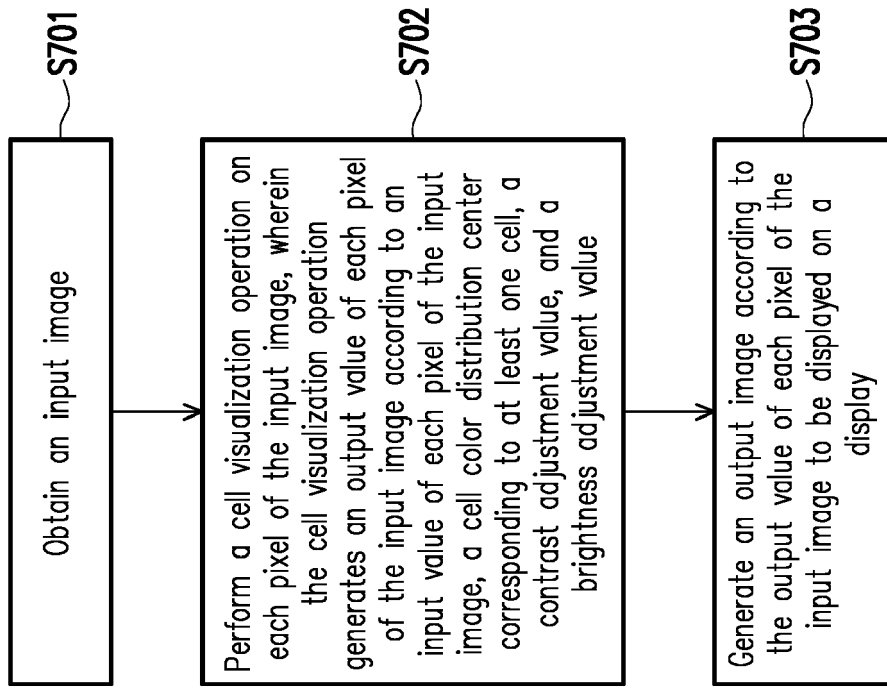 Obtain an input image
S701
Perform a cell visualization operation on
each pixel of the input image, wherein
the cell visualization operation
generates an output value of each pixel
of the input image according to an
input value of each pixel of the input
image, a cell color distribution center
corresponding to at least one cell, a
contrast adjustment value, and a
brightness adjustment value
S702
Generate an output image according to
the output value of each pixel of the
input image to be displayed on a
display
S703